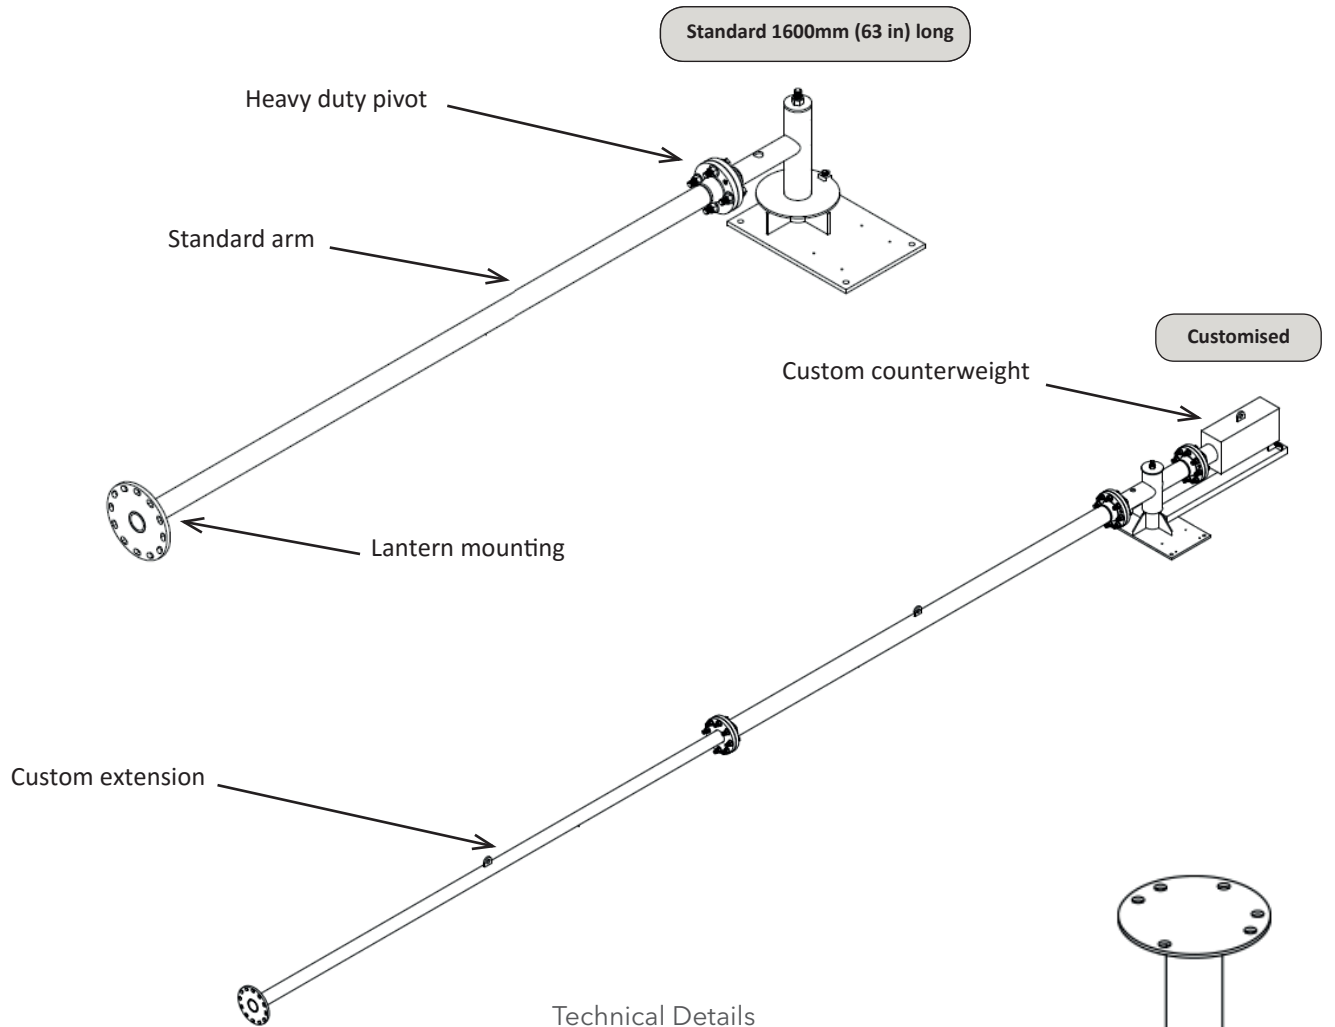 Standard 1600mm (63 in) long
Heavy duty pivot
Standard arm
Customised
Custom counterweight
Lantern mounting
Custom extension
Technical Details